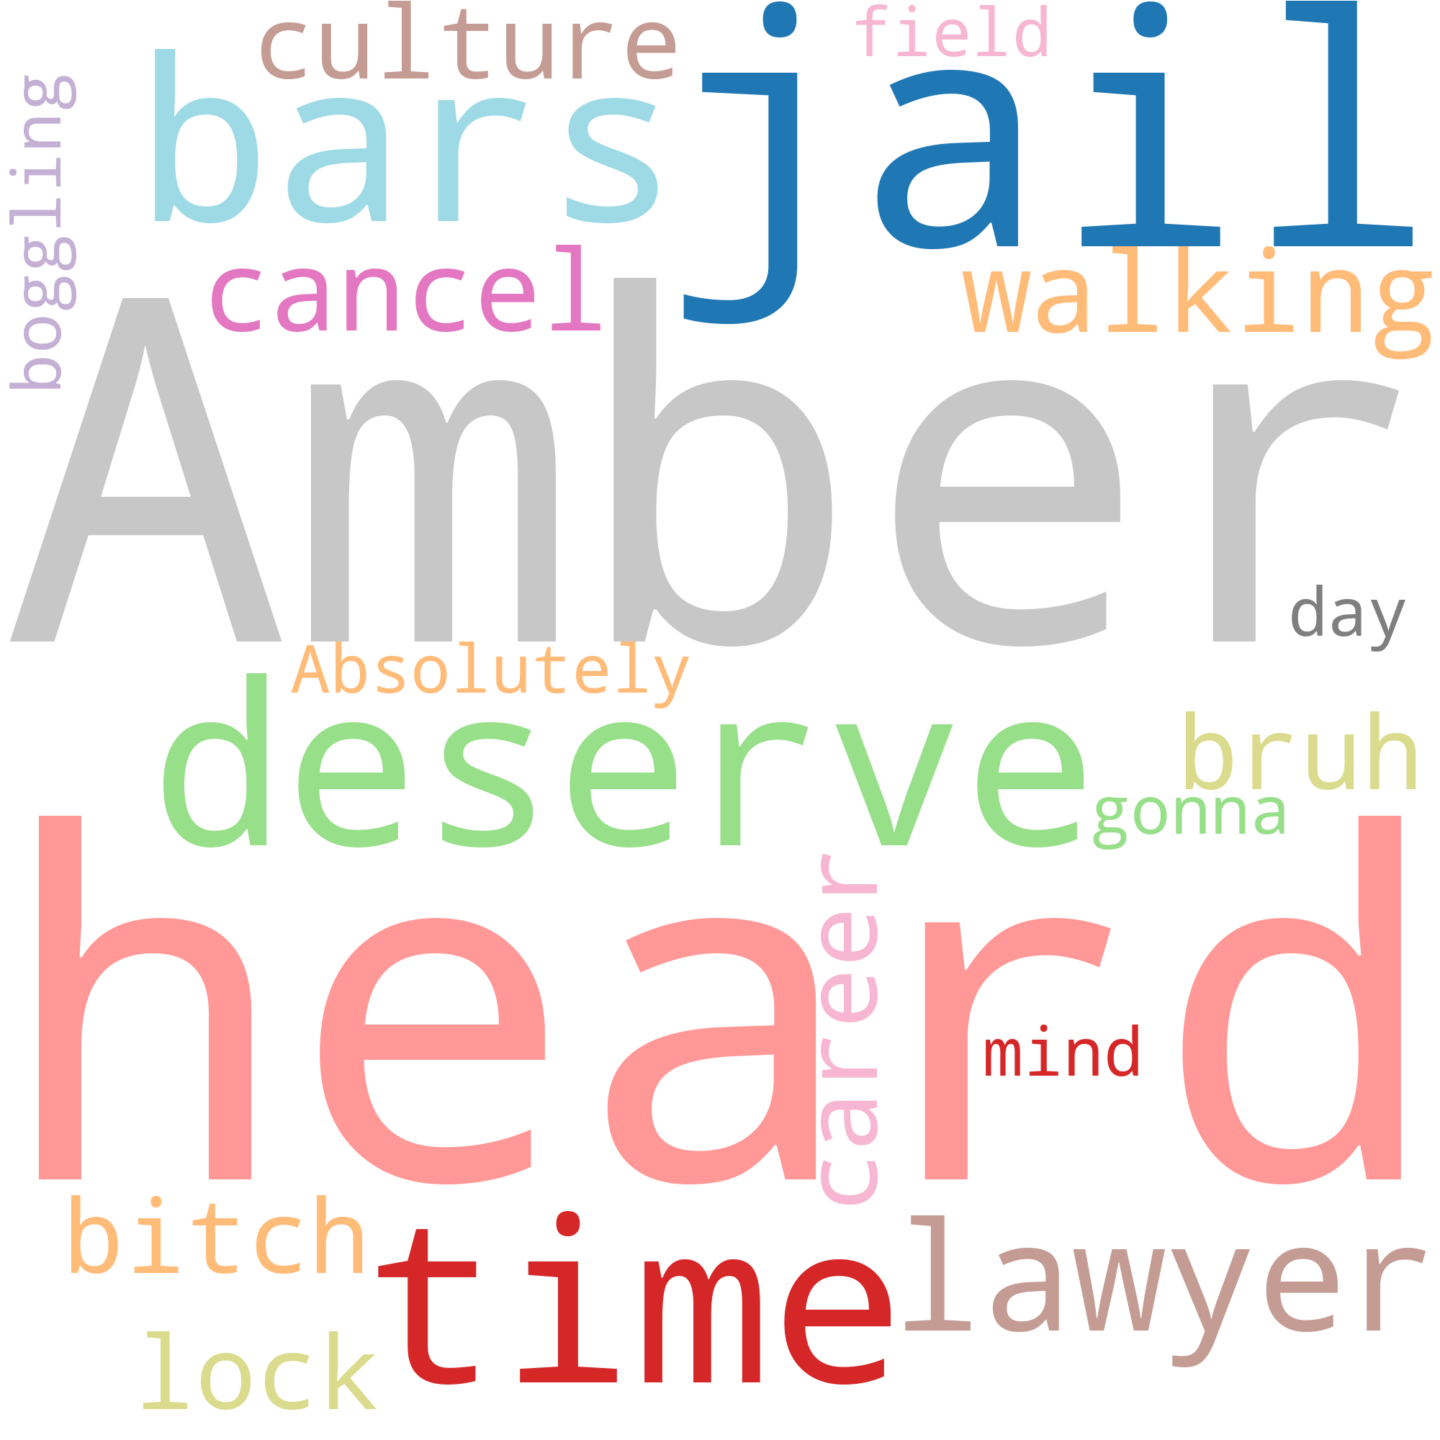 culture
field
jail
bars
boggling
cancel
walking
Amber
day
Absolutely
deserve
bruh
gonna
heard
career
mind
bitch
time
lawyer
lock